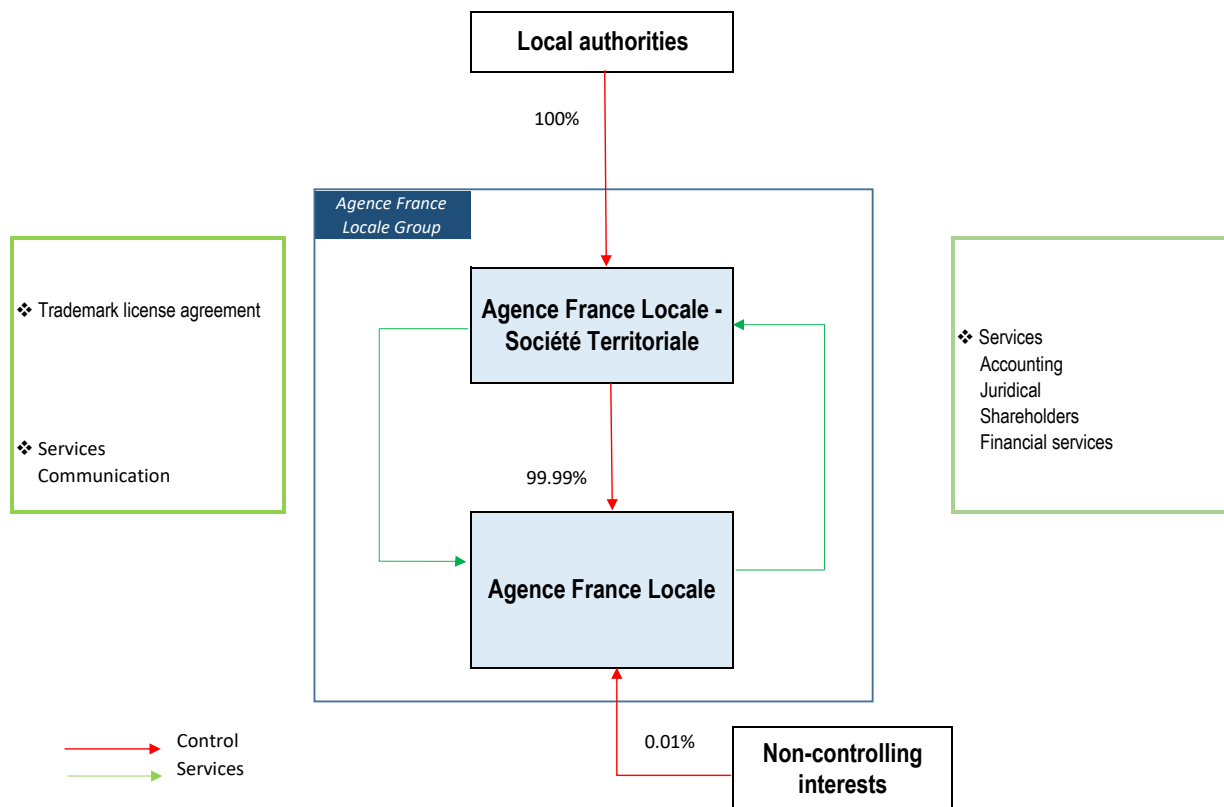 Local authorities
100%
Agence France
Locale Group
❖ Trademark license agreement
❖ Services
Communication
Agence France Locale -
Société Territoriale
❖ Services
Accounting
Juridical
Shareholders
Financial services
99.99%
Agence France Locale
0.01%
Non-controlling
interests
Control
Services